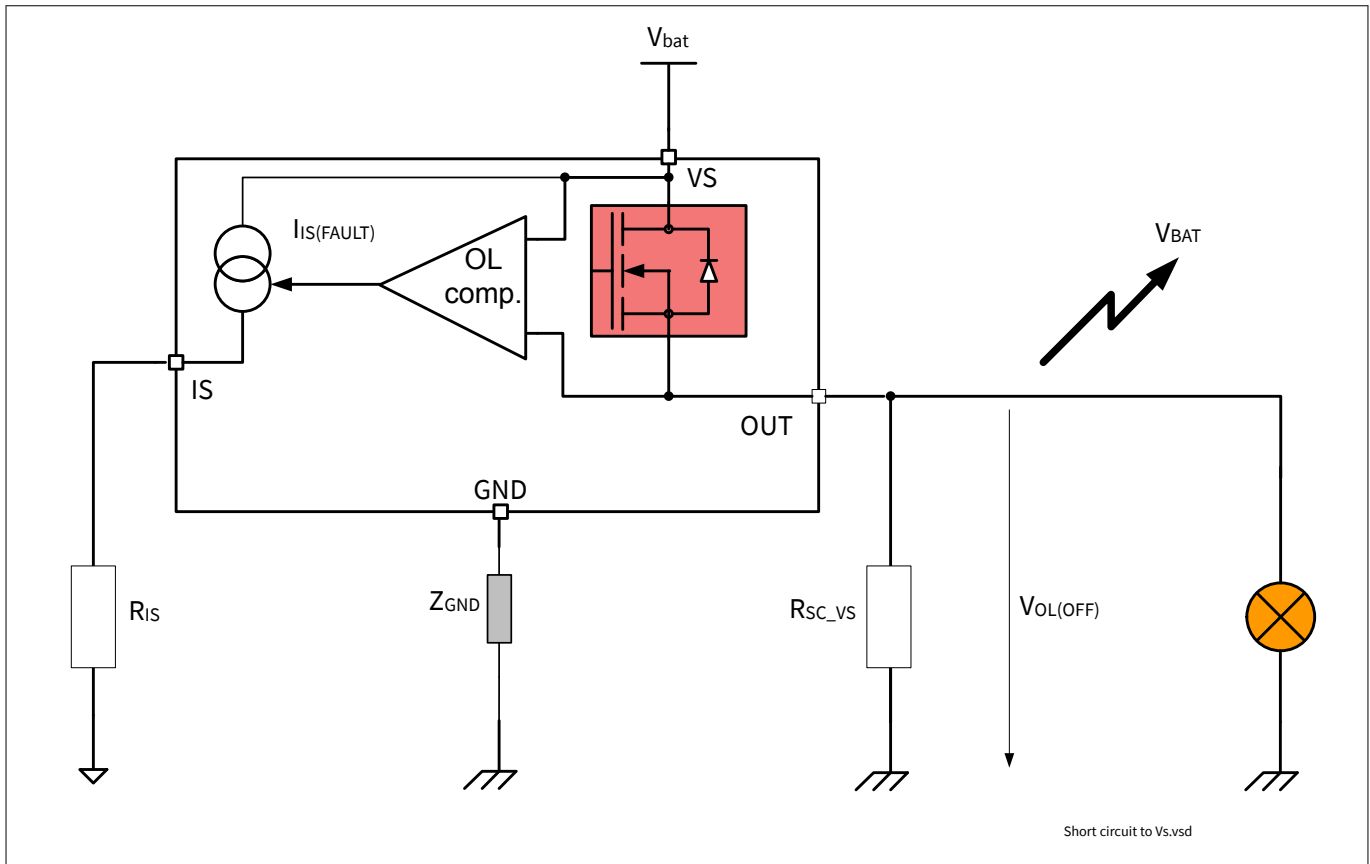 Vbat
VS
IIS(FAULT)
VBAT
OL
comp.
IS
OUT
GND
RIS
ZGND
RSC_VS
VOL(OFF)
Short circuit to Vs.vsd